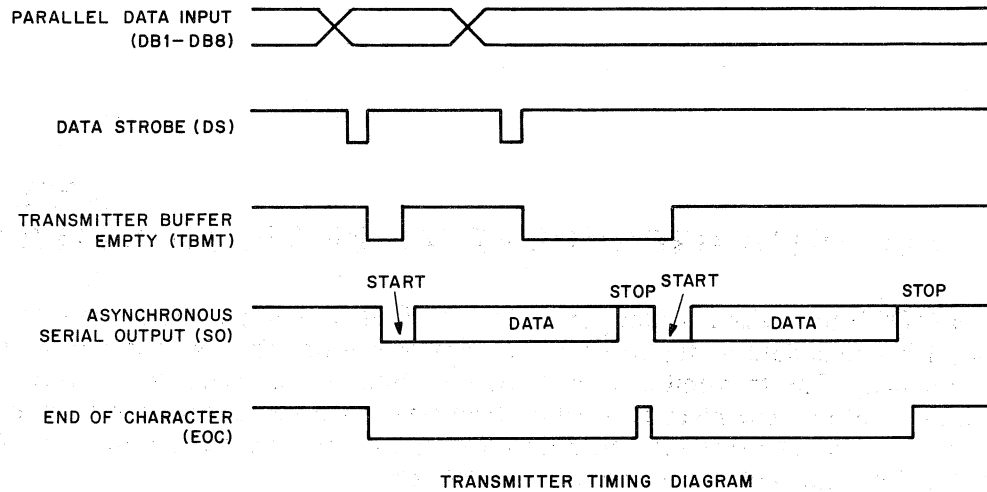 PARALLEL DATA INPUT
(DB1-DB8)
DATA STROBE (DS)
TRANSMITTER BUFFER
EMPTY (TBMT)
START
STOP
START
STOP
ASYNCHRONOUS
SERIAL OUTPUT (SO)
DATA
DATA
END OF CHARACTER
(EOC)
TRANSMITTER TIMING DIAGRAM